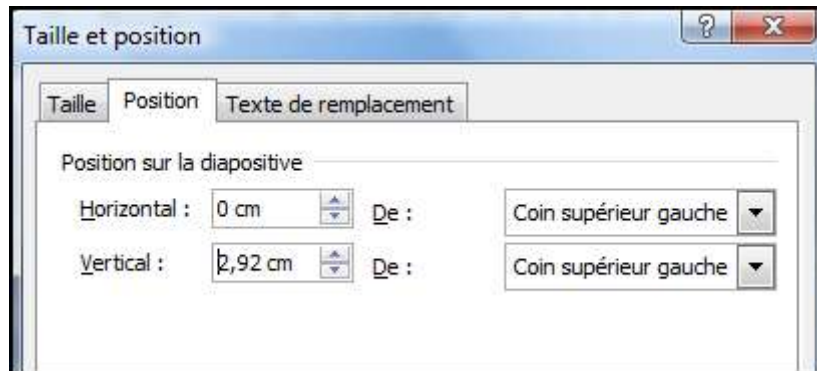 Taille et position
?
Taille Position Texte de remplacement
Position sur la diapositive
Horizontal : 0 cm De : Coin supérieur gauche
Vertical : 2,92 cm De : Coin supérieur gauche